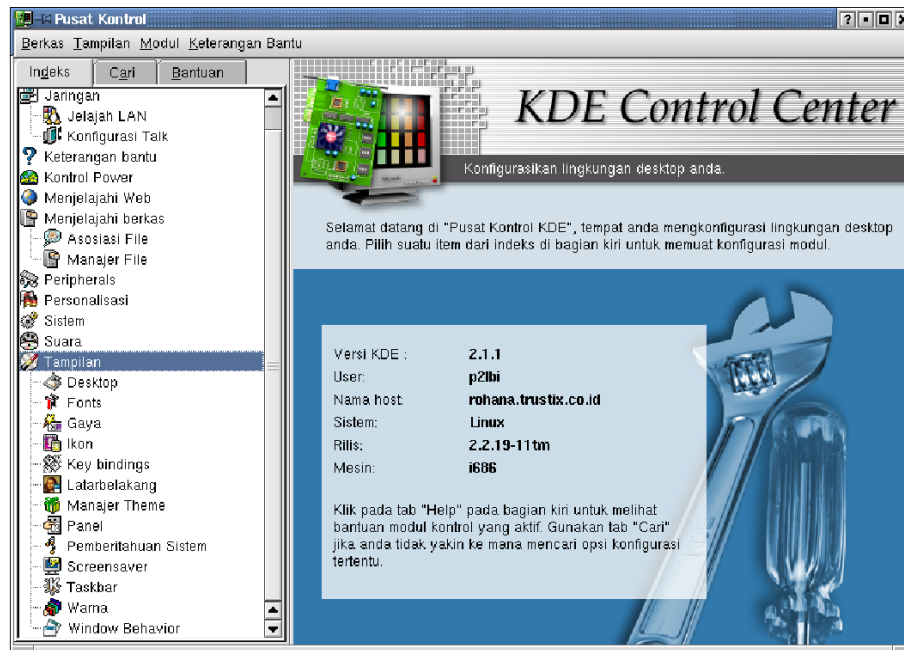 Pusat Kontrol
Berkas Tampilan Modul Keterangan Bantu
Indeks Cari Bantuan
Jaringan
Jelajah LAN
Konfigurasi Talk
Keterangan bantu
Kontrol Power
Menjelajahi Web
Menjelajahi berkas
Asosiasi File
Manajer File
Peripherals
Personalisasi
Sistem
Suara
Tampilan
Desktop
Fonts
Gaya
Ikon
Key bindings
Latarbelakang
Manajer Theme
Panel
Pemberitahuan Sistem
Screensaver
Taskbar
Warna
Window Behavior
KDE Control Center
Konfigurasikan lingkungan desktop anda.
Selamat datang di "Pusat Kontrol KDE", tempat anda mengkonfigurasi lingkungan desktop
anda. Pilih suatu item dari indeks di bagian kiri untuk memuat konfigurasi modul.
Versi KDE : 2.1.1
User: p2lbi
Nama host: rohana.trustix.co.id
Sistem: Linux
Rilis: 2.2.19-11tm
Mesin: i686
Klik pada tab "Help" pada bagian kiri untuk melihat
bantuan modul kontrol yang aktif. Gunakan tab "Cari"
jika anda tidak yakin ke mana mencari opsi konfigurasi
tertentu.